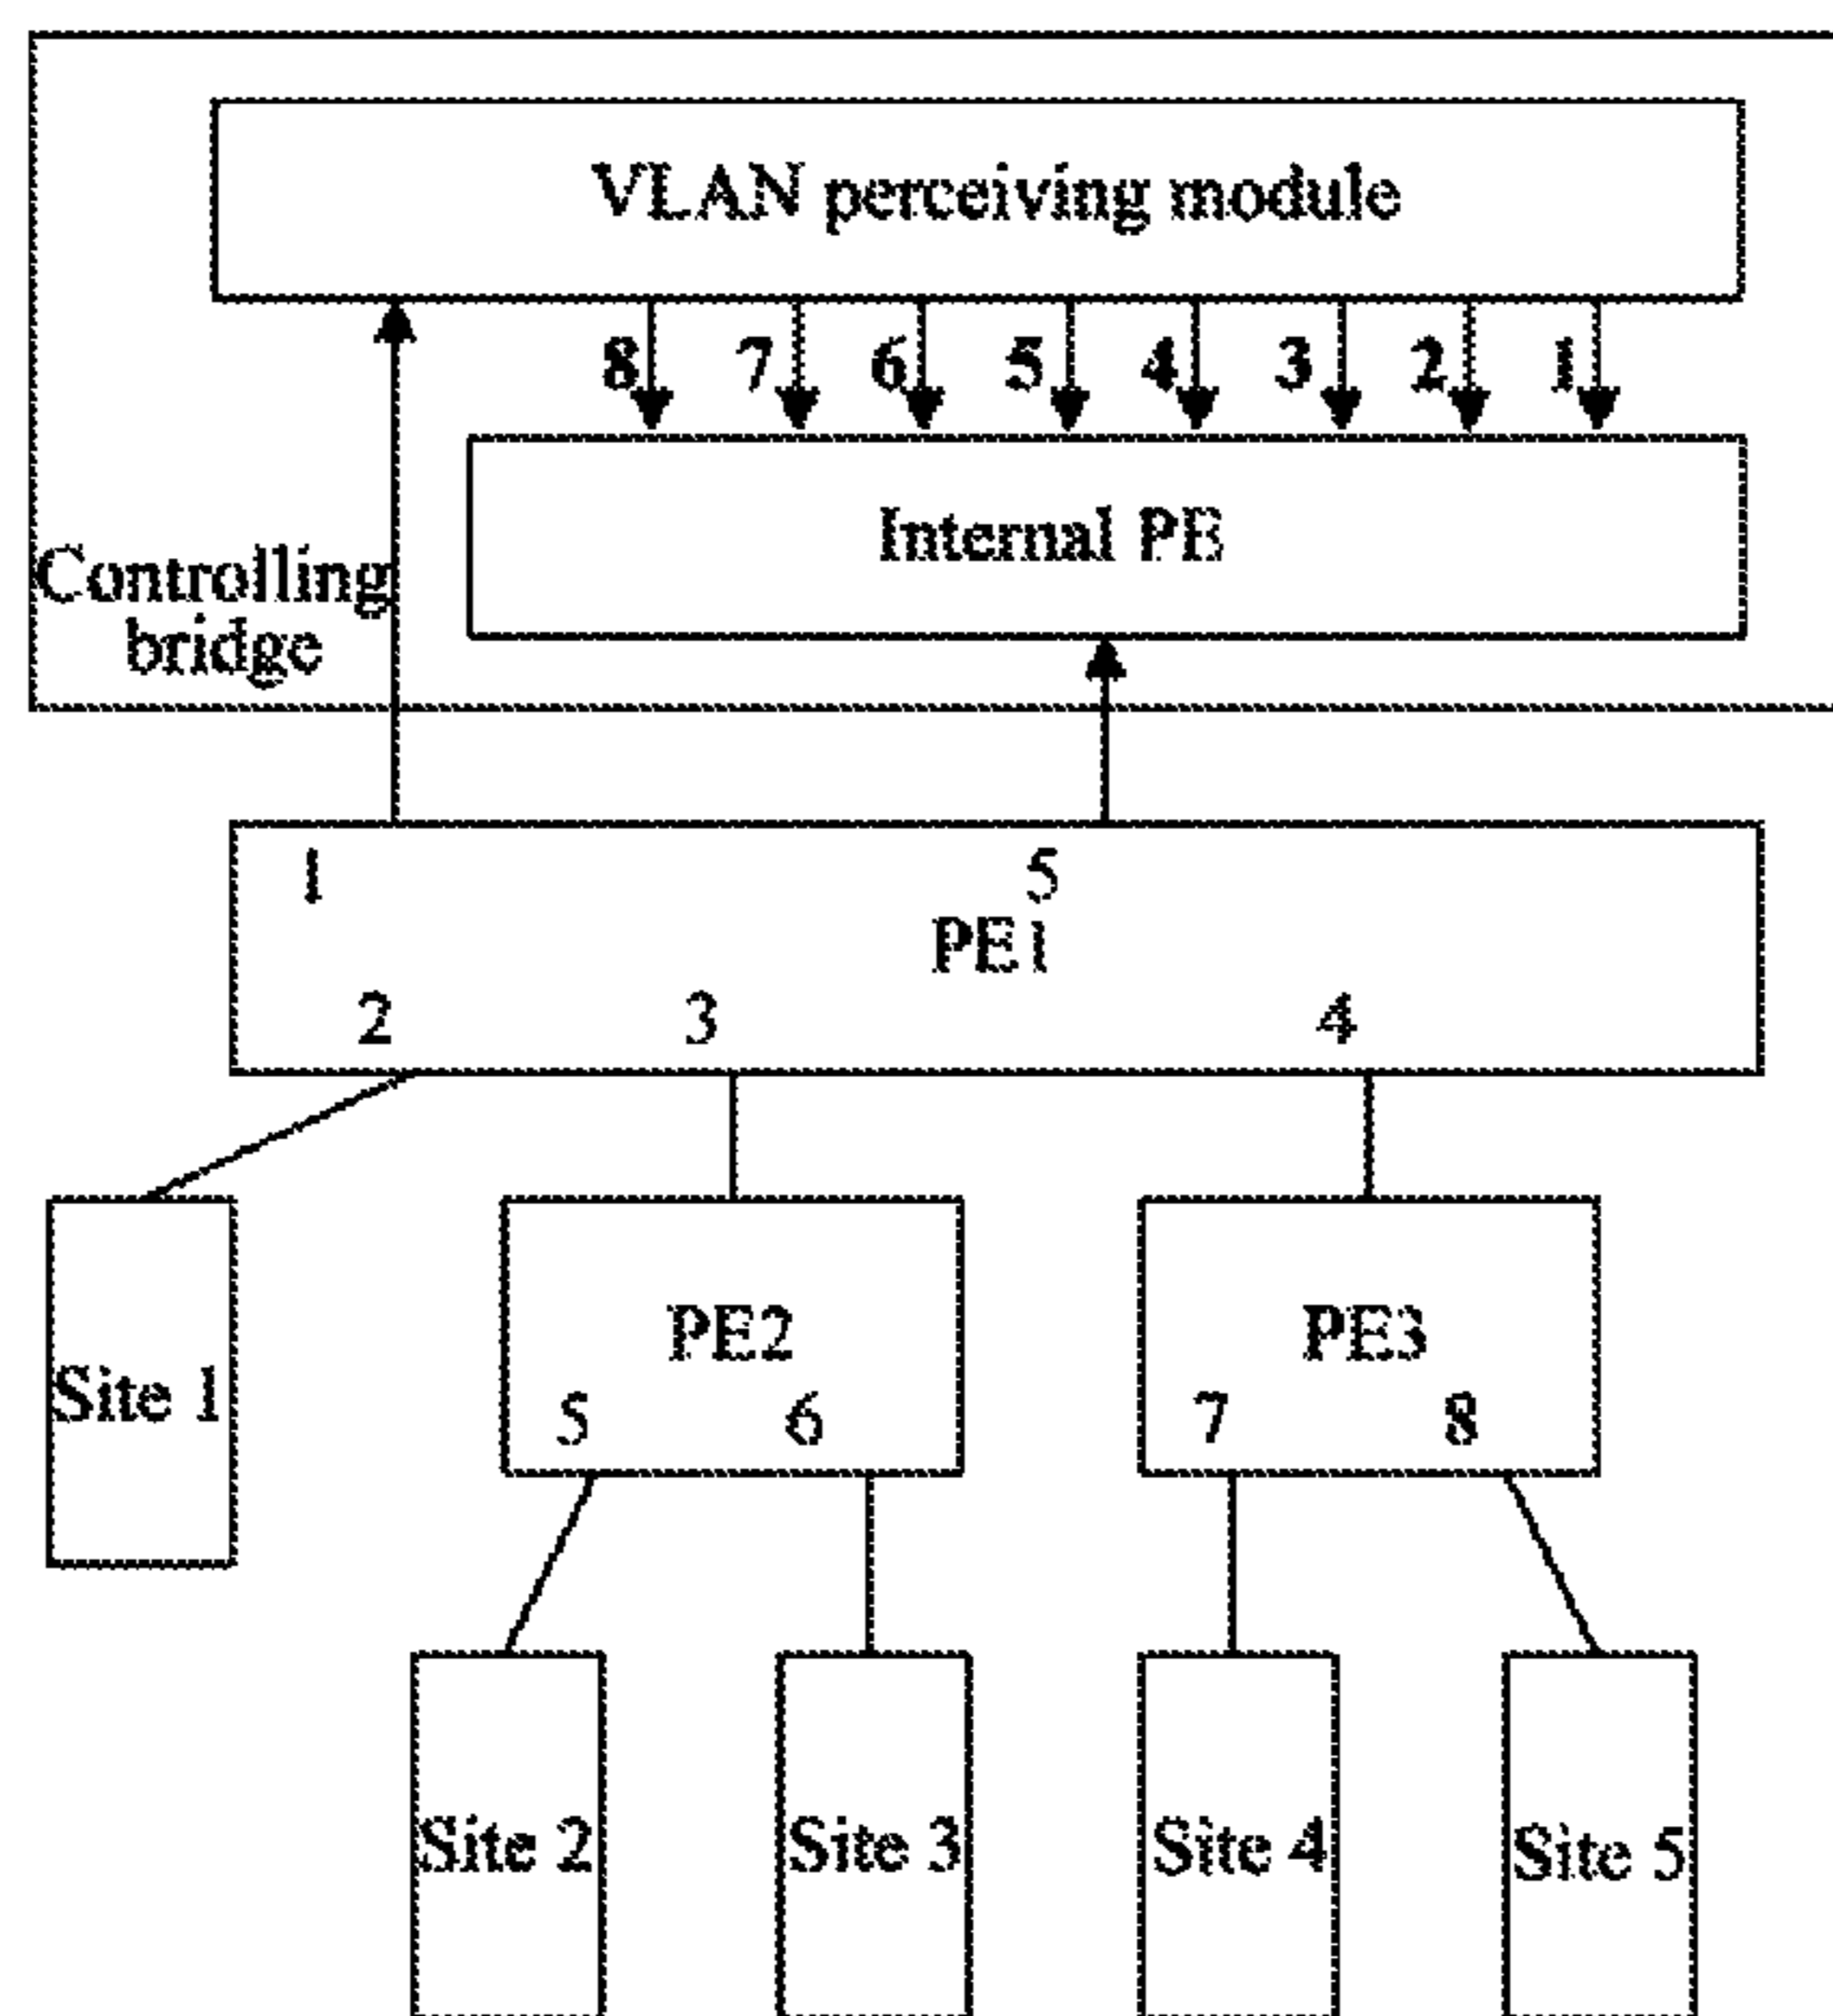 VLAN perceiving module
8 7 6 5 4 3 2 1
Internal PE
Controlling
bridge
1 5
PE1
2 3 4
PE2 PE3
Site 1
5 6 7 8
Site 2 Site 3 Site 4 Site 5